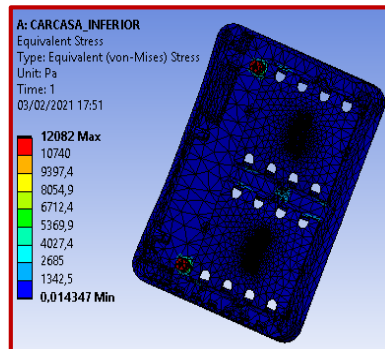 A: CARCASA_INFERIOR
Equivalent Stress
Type: Equivalent (von-Mises) Stress
Unit: Pa
Time: 1
03/02/2021 17:51
12082 Max
10740
9397,4
8054,9
6712,4
5369,9
4027,4
2685
1342,5
0,014347 Min